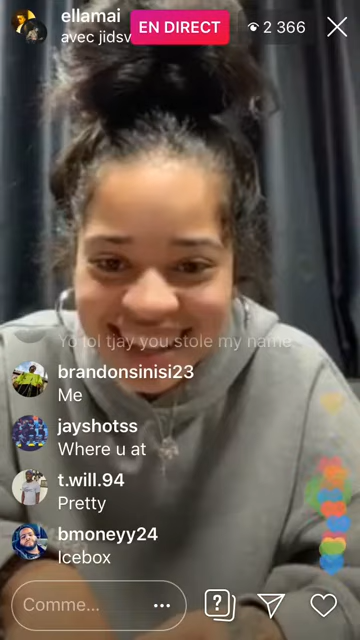 ellamai
avec jidsv
EN DIRECT
2 366
Yo lol tjay you stole my name
brandonsinisi23
Me
jayshotss
Where u at
t.will.94
Pretty
bmoneyy24
Icebox
Comme...